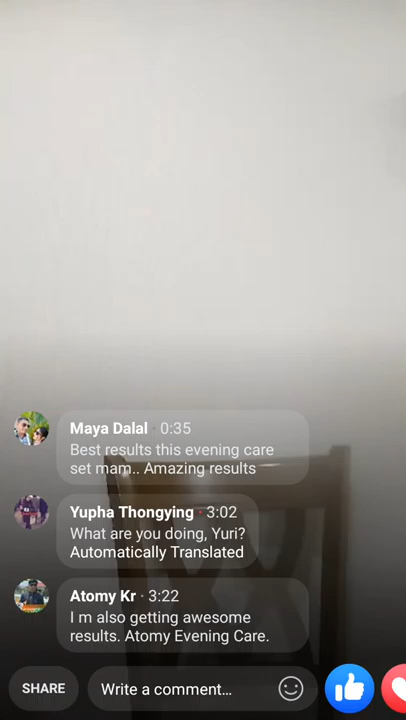 Maya Dalal · 0:35
Best results this evening care
set mam.. Amazing results
Yupha Thongying · 3:02
What are you doing, Yuri?
Automatically Translated
Atomy Kr · 3:22
I m also getting awesome
results. Atomy Evening Care.
SHARE
Write a comment...